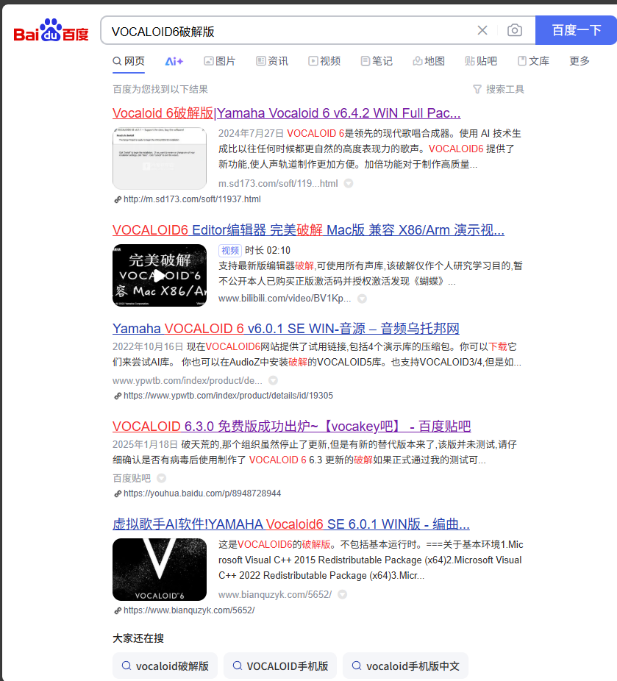 Bai du 百度
VOCALOID6破解版
百度一下
网页 Ai+ 图片 资讯 视频 笔记 地图 贴吧 文库 更多
百度为您找到以下结果 搜索工具
Vocaloid 6破解版|Yamaha Vocaloid 6 v6.4.2 WiN Full Pac...
2024年7月27日 VOCALOID 6是领先的现代歌唱合成器。使用 AI 技术生
成比以往任何时候都更自然的高度表现力的歌声。VOCALOID6 提供了
新功能,使人声轨道制作更加方便。加倍功能对于制作高质量...
m.sd173.com/soft/119...html
http://m.sd173.com/soft/11937.html
VOCALOID6 Editor编辑器 完美破解 Mac版 兼容 X86/Arm 演示视...
完美破解
VOCALOID™6
容 Mac X86/Ar
视频 时长 02:10
支持最新版编辑器破解,可使用所有声库,该破解仅作个人研究学习目的,暂
不公开本人已购买正版激活码并授权激活发现《蝴蝶》...
www.bilibili.com/video/BV1Kp...
Yamaha VOCALOID 6 v6.0.1 SE WIN-音源 – 音频乌托邦网
2022年10月16日 现在VOCALOID6网站提供了试用链接,包括4个演示库的压缩包。你可以下载它
们来尝试AI库。 你也可以在AudioZ中安装破解的VOCALOID5库。也支持VOCALOID3/4,但是如...
www.ypwtb.com/index/product/de...
https://www.ypwtb.com/index/product/details/id/19305
VOCALOID 6.3.0 免费版成功出炉~【vocakey吧】 - 百度贴吧
2025年1月18日 破天荒的,那个组织虽然停止了更新,但是有新的替代版本来了,该版并未测试,请仔
细确认是否有病毒后使用制作了 VOCALOID 6 6.3 更新的破解如果正式通过我的测试可...
百度贴吧
https://youhua.baidu.com/p/8948728944
虚拟歌手AI软件!YAMAHA Vocaloid6 SE 6.0.1 WIN版 - 编曲...
VOCALOID™6
这是VOCALOID6的破解版。不包括基本运行时。===关于基本环境1.Mic
rosoft Visual C++ 2015 Redistributable Package (x64)2.Microsoft Visual
C++ 2022 Redistributable Package (x64)3.Micr...
www.bianquzyk.com/5652/
https://www.bianquzyk.com/5652/
大家还在搜
vocaloid破解版 VOCALOID手机版 vocaloid手机版中文